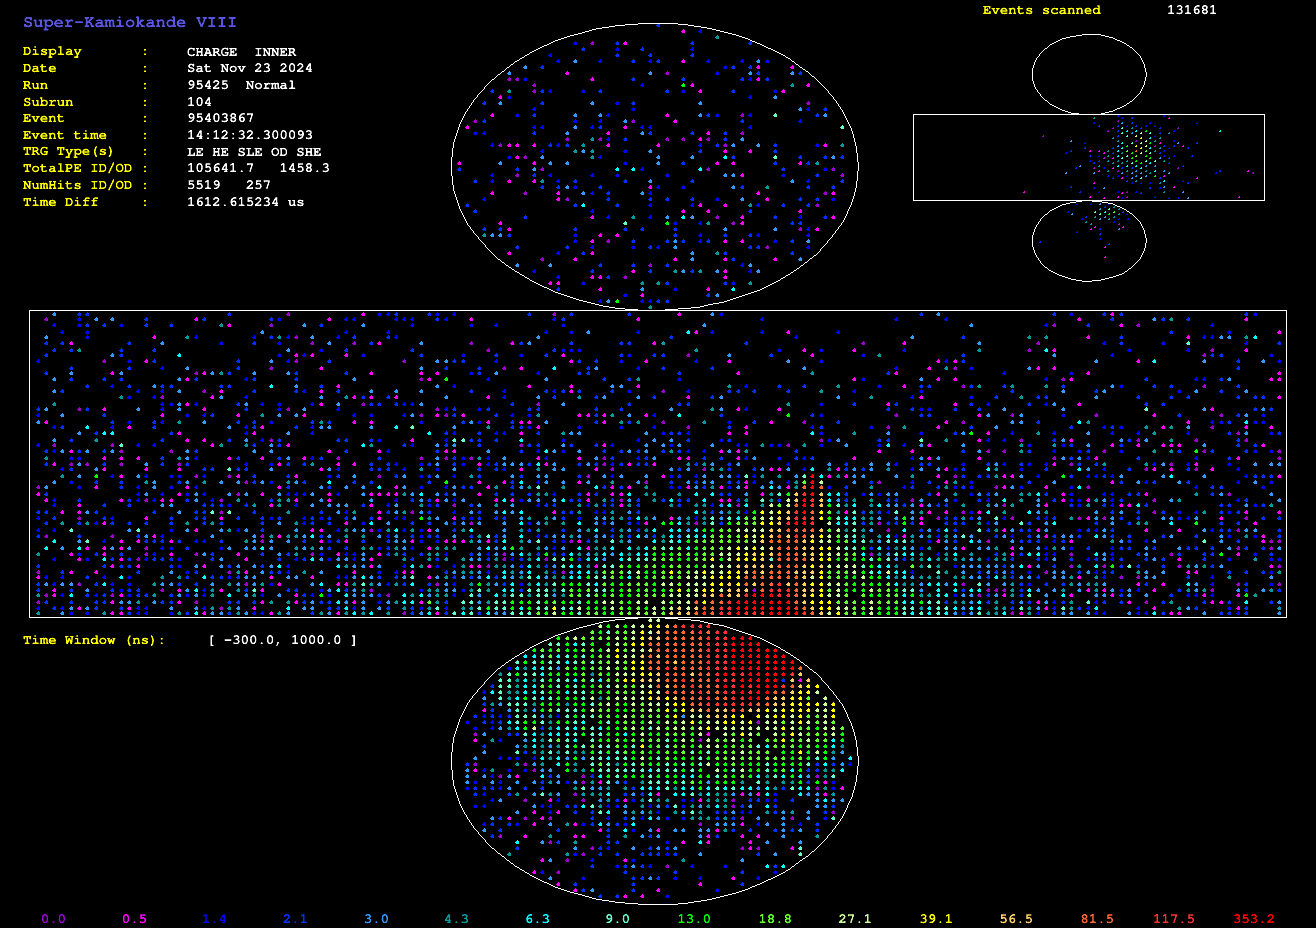 Super-Kamiokande VIII
Events scanned 131681
Display : CHARGE INNER
Date : Sat Nov 23 2024
Run : 95425 Normal
Subrun : 104
Event : 95403867
Event time : 14:12:32.300093
TRG Type(s) : LE HE SLE OD SHE
TotalPE ID/OD : 105641.7 1458.3
NumHits ID/OD : 5519 257
Time Diff : 1612.615234 us
Time Window (ns): [ -300.0, 1000.0 ]
0.0 0.5 1.4 2.1 3.0 4.3 6.3 9.0 13.0 18.8 27.1 39.1 56.5 81.5 117.5 353.2